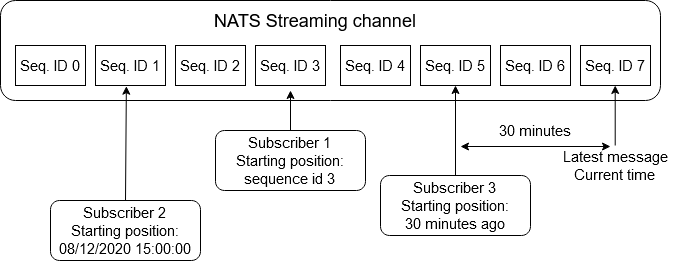 NATS Streaming channel
Seq. ID 0
Seq. ID 1
Seq. ID 2
Seq. ID 3
Seq. ID 4
Seq. ID 5
Seq. ID 6
Seq. ID 7
30 minutes
Subscriber 1
Starting position:
sequence id 3
Latest message
Current time
Subscriber 3
Starting position:
30 minutes ago
Subscriber 2
Starting position:
08/12/2020 15:00:00